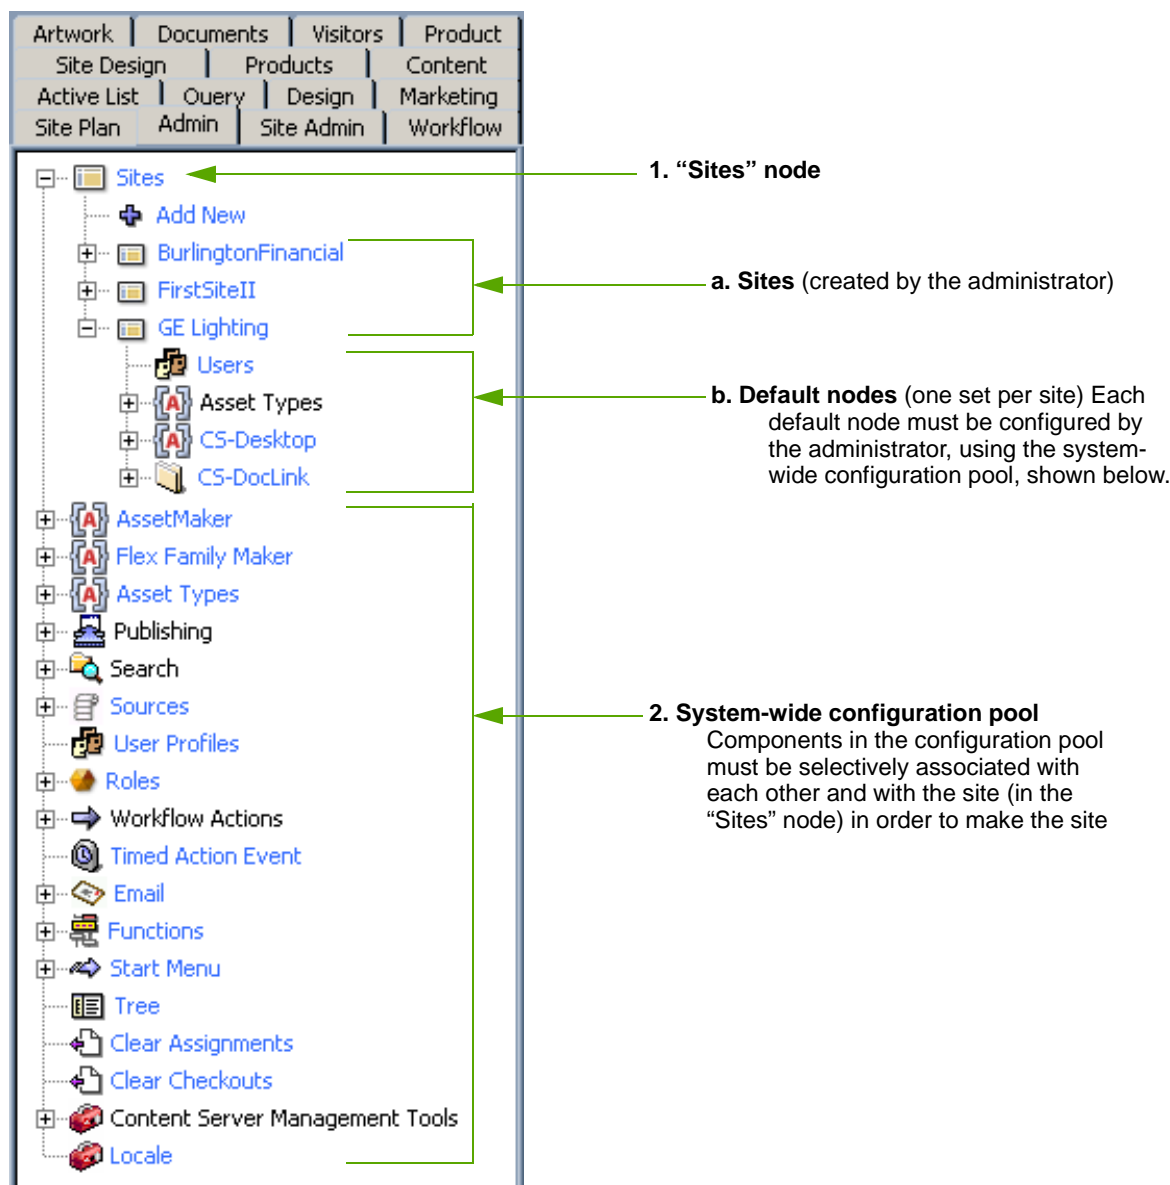 Artwork Documents Visitors Product
Site Design Products Content
Active List Query Design Marketing
Site Plan Admin Site Admin Workflow
Sites
1. “Sites” node
Add New
BurlingtonFinancial
FirstSiteII
a. Sites (created by the administrator)
GE Lighting
Users
Asset Types
CS-Desktop
CS-DocLink
b. Default nodes (one set per site) Each
default node must be configured by
the administrator, using the system-
wide configuration pool, shown below.
AssetMaker
Flex Family Maker
Asset Types
Publishing
Search
Sources
User Profiles
Roles
Workflow Actions
2. System-wide configuration pool
Components in the configuration pool
must be selectively associated with
each other and with the site (in the
“Sites” node) in order to make the site
Timed Action Event
Email
Functions
Start Menu
Tree
Clear Assignments
Clear Checkouts
Content Server Management Tools
Locale